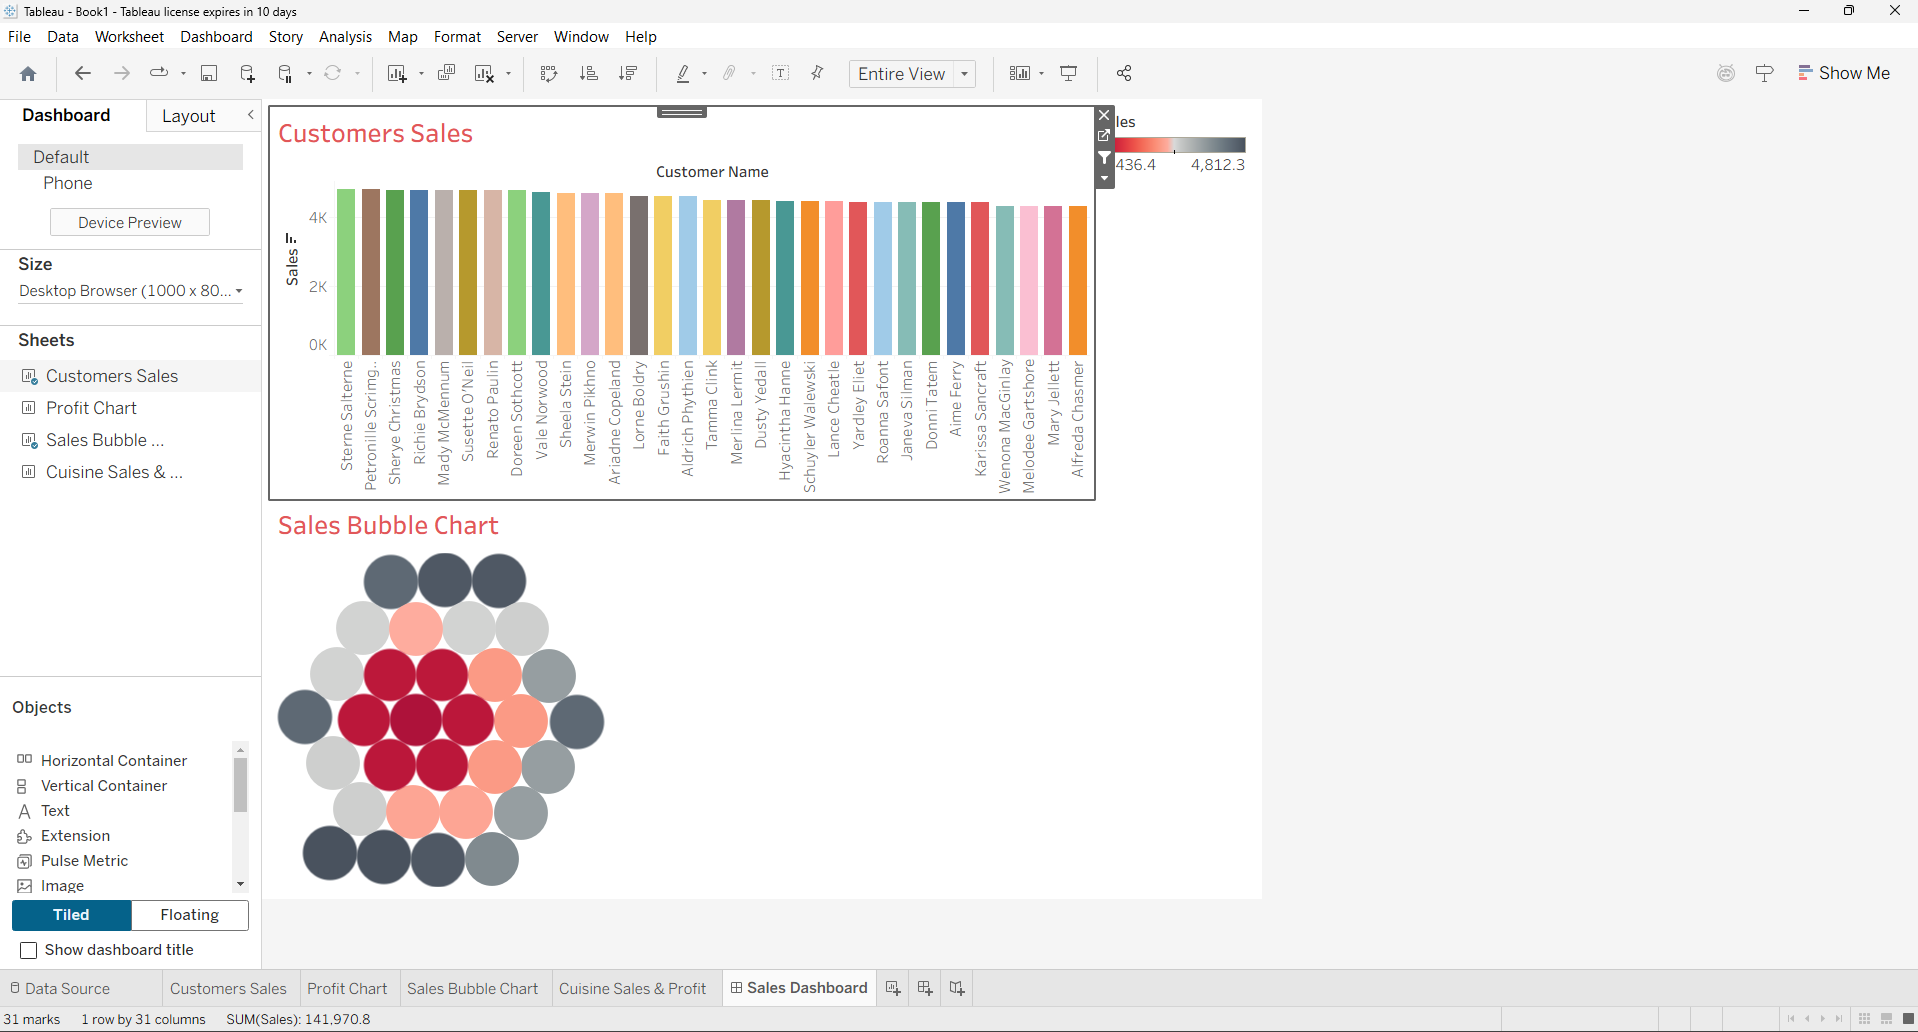 Tableau - Book1 - Tableau license expires in 10 days
File Data Worksheet Dashboard Story Analysis Map Format Server Window Help
Entire View
Show Me
Dashboard Layout
Default
Phone
Device Preview
Size
Desktop Browser (1000 x 80...
Sheets
Customers Sales
Profit Chart
Sales Bubble ...
Cuisine Sales & ...
Objects
Horizontal Container
Vertical Container
Text
Extension
Pulse Metric
Image
Tiled Floating
Show dashboard title
Customers Sales
Customer Name
Sales
4K
2K
0K
Sterne Salterne
Petronille Scrimg..
Sherye Christmas
Richie Brydson
Mady McMennum
Susette O'Neil
Renato Paulin
Doreen Sothcott
Vale Norwood
Sheela Stein
Merwin Pikhno
Ariadne Copeland
Lorne Boldry
Faith Grushin
Aldrich Phythien
Tamma Clink
Merlina Lermit
Dusty Yedall
Hyacintha Hanne
Schuyler Walewski
Lance Cheatle
Yardley Eliet
Roanna Safont
Janeva Silman
Donni Tatem
Aime Ferry
Karissa Sancraft
Wenona MacGinlay
Melodee Gartshore
Mary Jellett
Alfreda Chasmer
les
436.4 4,812.3
Sales Bubble Chart
Data Source Customers Sales Profit Chart Sales Bubble Chart Cuisine Sales & Profit Sales Dashboard
31 marks 1 row by 31 columns SUM(Sales): 141,970.8